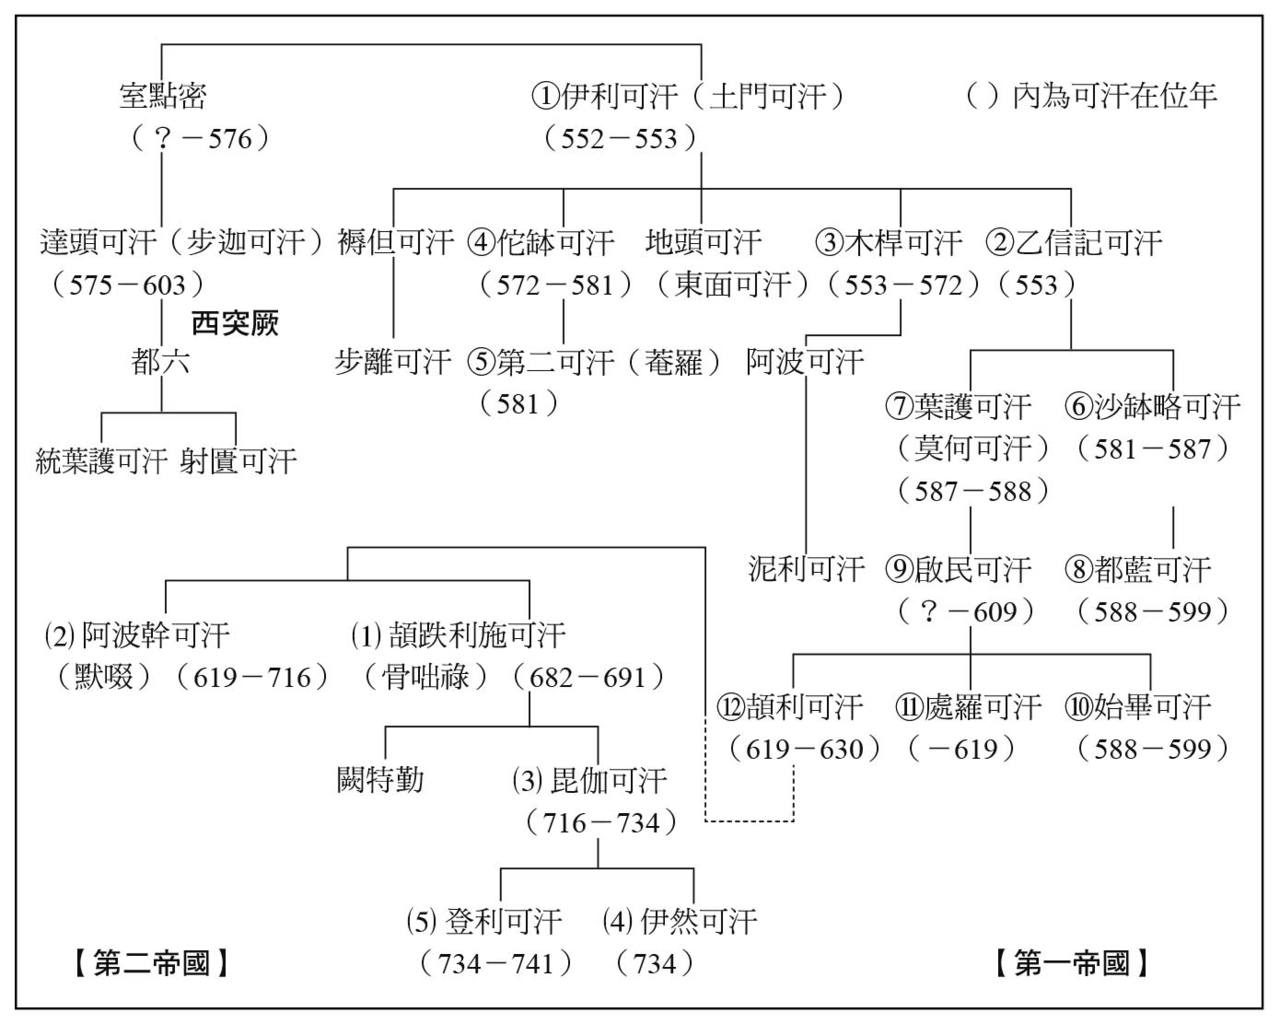 室點密 ①伊利可汗（土門可汗） （）內為可汗在位年
（？－576） （552－553）
達頭可汗（步迦可汗） 褥但可汗 ④佗缽可汗 地頭可汗 ③木桿可汗 ②乙信記可汗
（575－603） （572－581） （東面可汗） （553－572） （553）
西突厥
都六 步離可汗 ⑤第二可汗（菴羅） 阿波可汗
（581）
⑦葉護可汗 ⑥沙缽略可汗
（莫何可汗） （581－587）
（587－588）
統葉護可汗 射匱可汗
泥利可汗 ⑨啟民可汗 ⑧都藍可汗
（？－609） （588－599）
⑫頡利可汗 ⑪處羅可汗 ⑩始畢可汗
（619－630） （－619） （588－599）
(2) 阿波幹可汗 (1) 頡跌利施可汗
（默啜）（619－716） （骨咄祿）（682－691）
闕特勤 (3) 毘伽可汗
（716－734）
(5) 登利可汗 (4) 伊然可汗
（734－741） （734）
【第二帝國】 【第一帝國】